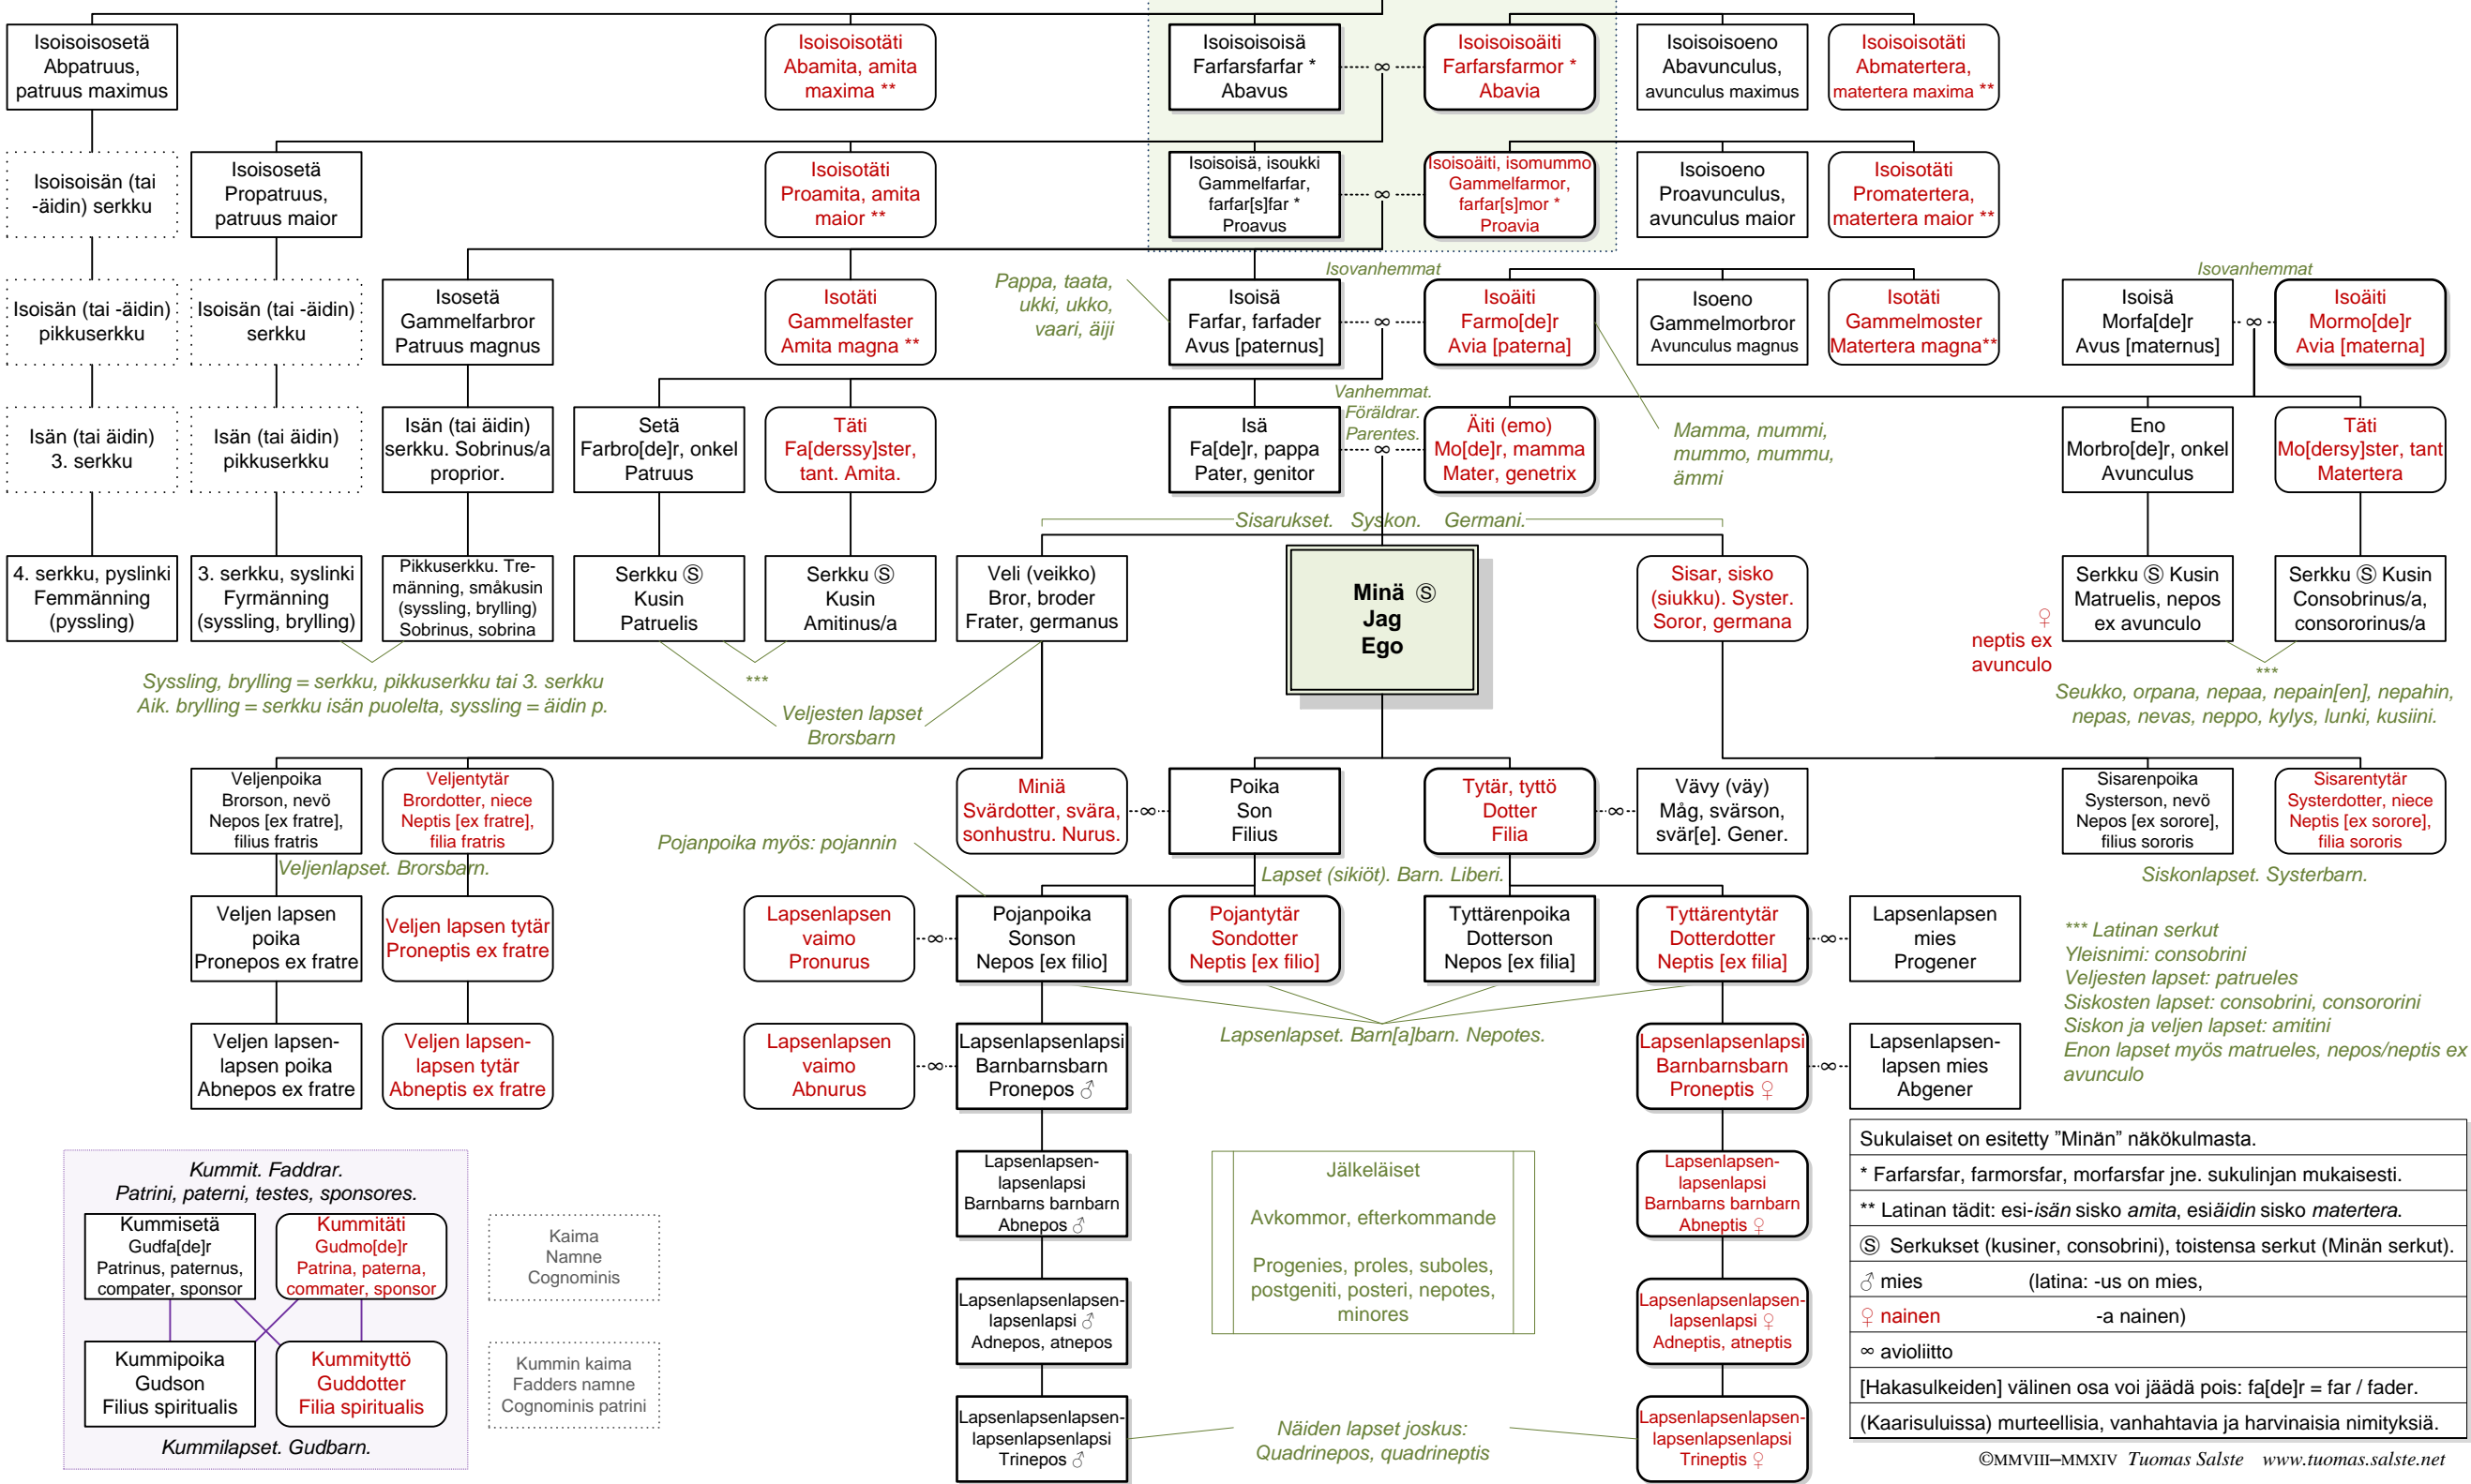 Isoisoisosetä
Abpatruus,
patruus maximus
Isoisoisotäti
Abamita, amita
maxima **
Isoisoisoisä
Farfarsfarfar *
Abavus
∞
Isoisoisoäiti
Farfarsfarmor *
Abavia
Isoisoisoeno
Abavunculus,
avunculus maximus
Isoisoisotäti
Abmatertera,
matertera maxima **
Isoisoisän (tai
-äidin) serkku
Isoisosetä
Propatruus,
patruus maior
Isoisotäti
Proamita, amita
maior **
Isoisoisä, isoukki
Gammelfarfar,
farfar[s]far *
Proavus
∞
Isoisoäiti, isomummo
Gammelfarmor,
farfar[s]mor *
Proavia
Isoisoeno
Proavunculus,
avunculus maior
Isoisotäti
Promatertera,
matertera maior **
Isoisän (tai -äidin)
pikkuserkku
Isoisän (tai -äidin)
serkku
Isosetä
Gammelfarbror
Patruus magnus
Isotäti
Gammelfaster
Amita magna **
Pappa, taata,
ukki, ukko,
vaari, äiji
Isovanhemmat
Isoisä
Farfar, farfader
Avus [paternus]
∞
Isoäiti
Farmo[de]r
Avia [paterna]
Isoeno
Gammelmorbror
Avunculus magnus
Isotäti
Gammelmoster
Matertera magna**
Isovanhemmat
Isoisä
Morfa[de]r
Avus [maternus]
∞
Isoäiti
Mormo[de]r
Avia [materna]
Isän (tai äidin)
3. serkku
Isän (tai äidin)
pikkuserkku
Isän (tai äidin)
serkku. Sobrinus/a
proprior.
Setä
Farbro[de]r, onkel
Patruus
Täti
Fa[derssy]ster,
tant. Amita.
Isä
Fa[de]r, pappa
Pater, genitor
Vanhemmat.
Föräldrar.
Parentes.
∞
Äiti (emo)
Mo[de]r, mamma
Mater, genetrix
Mamma, mummi,
mummo, mummu,
ämmi
Eno
Morbro[de]r, onkel
Avunculus
Täti
Mo[dersy]ster, tant
Matertera
Sisarukset. Syskon. Germani.
4. serkku, pyslinki
Femmänning
(pyssling)
3. serkku, syslinki
Fyrmänning
(syssling, brylling)
Pikkuserkku. Tre-
männing, småkusin
(syssling, brylling)
Sobrinus, sobrina
Serkku Ⓢ
Kusin
Patruelis
Serkku Ⓢ
Kusin
Amitinus/a
Veli (veikko)
Bror, broder
Frater, germanus
Minä Ⓢ
Jag
Ego
Sisar, sisko
(siukku). Syster.
Soror, germana
♀
neptis ex
avunculo
Serkku Ⓢ Kusin
Matruelis, nepos
ex avunculo
Serkku Ⓢ Kusin
Consobrinus/a,
consororinus/a
Syssling, brylling = serkku, pikkuserkku tai 3. serkku
Aik. brylling = serkku isän puolelta, syssling = äidin p.
***
Veljesten lapset
Brorsbarn
***
Seukko, orpana, nepaa, nepain[en], nepahin,
nepas, nevas, neppo, kylys, lunki, kusiini.
Veljenpoika
Brorson, nevö
Nepos [ex fratre],
filius fratris
Veljentytär
Brordotter, niece
Neptis [ex fratre],
filia fratris
Veljenlapset. Brorsbarn.
Miniä
Svärdotter, svära,
sonhustru. Nurus.
∞
Poika
Son
Filius
Tytär, tyttö
Dotter
Filia
∞
Vävy (väy)
Måg, svärson,
svär[e]. Gener.
Sisarenpoika
Systerson, nevö
Nepos [ex sorore],
filius sororis
Sisarentytär
Systerdotter, niece
Neptis [ex sorore],
filia sororis
Pojanpoika myös: pojannin
Lapset (sikiöt). Barn. Liberi.
Siskonlapset. Systerbarn.
Veljen lapsen
poika
Pronepos ex fratre
Veljen lapsen tytär
Proneptis ex fratre
Lapsenlapsen
vaimo
Pronurus
∞
Pojanpoika
Sonson
Nepos [ex filio]
Pojantytär
Sondotter
Neptis [ex filio]
Tyttärenpoika
Dotterson
Nepos [ex filia]
Tyttärentytär
Dotterdotter
Neptis [ex filia]
∞
Lapsenlapsen
mies
Progener
*** Latinan serkut
Yleisnimi: consobrini
Veljesten lapset: patrueles
Siskosten lapset: consobrini, consororini
Siskon ja veljen lapset: amitini
Enon lapset myös matrueles, nepos/neptis ex
avunculo
Lapsenlapset. Barn[a]barn. Nepotes.
Veljen lapsen-
lapsen poika
Abnepos ex fratre
Veljen lapsen-
lapsen tytär
Abneptis ex fratre
Lapsenlapsen
vaimo
Abnurus
∞
Lapsenlapsenlapsi
Barnbarnsbarn
Pronepos ♂
Lapsenlapsenlapsi
Barnbarnsbarn
Proneptis ♀
∞
Lapsenlapsen-
lapsen mies
Abgener
Kummit. Faddrar.
Patrini, paterni, testes, sponsores.
Kummisetä
Gudfa[de]r
Patrinus, paternus,
compater, sponsor
Kummitäti
Gudmo[de]r
Patrina, paterna,
commater, sponsor
Kummipoika
Gudson
Filius spiritualis
Kummityttö
Guddotter
Filia spiritualis
Kummilapset. Gudbarn.
Kaima
Namne
Cognominis
Kummin kaima
Fadders namne
Cognominis patrini
Lapsenlapsen-
lapsenlapsi
Barnbarns barnbarn
Abnepos ♂
Jälkeläiset
Avkommor, efterkommande
Progenies, proles, suboles,
postgeniti, posteri, nepotes,
minores
Lapsenlapsen-
lapsenlapsi
Barnbarns barnbarn
Abneptis ♀
Lapsenlapsenlapsen-
lapsenlapsi ♂
Adnepos, atnepos
Lapsenlapsenlapsen-
lapsenlapsi ♀
Adneptis, atneptis
Lapsenlapsenlapsen-
lapsenlapsenlapsi
Trinepos ♂
Näiden lapset joskus:
Quadrinepos, quadrineptis
Lapsenlapsenlapsen-
lapsenlapsenlapsi
Trineptis ♀
Sukulaiset on esitetty ”Minän” näkökulmasta.
* Farfarsfar, farmorsfar, morfarsfar jne. sukulinjan mukaisesti.
** Latinan tädit: esi-isän sisko amita, esiäidin sisko matertera.
Ⓢ Serkukset (kusiner, consobrini), toistensa serkut (Minän serkut).
♂ mies (latina: -us on mies,
♀ nainen -a nainen)
∞ avioliitto
[Hakasulkeiden] välinen osa voi jäädä pois: fa[de]r = far / fader.
(Kaarisuluissa) murteellisia, vanhahtavia ja harvinaisia nimityksiä.
©MMVIII–MMXIV Tuomas Salste www.tuomas.salste.net